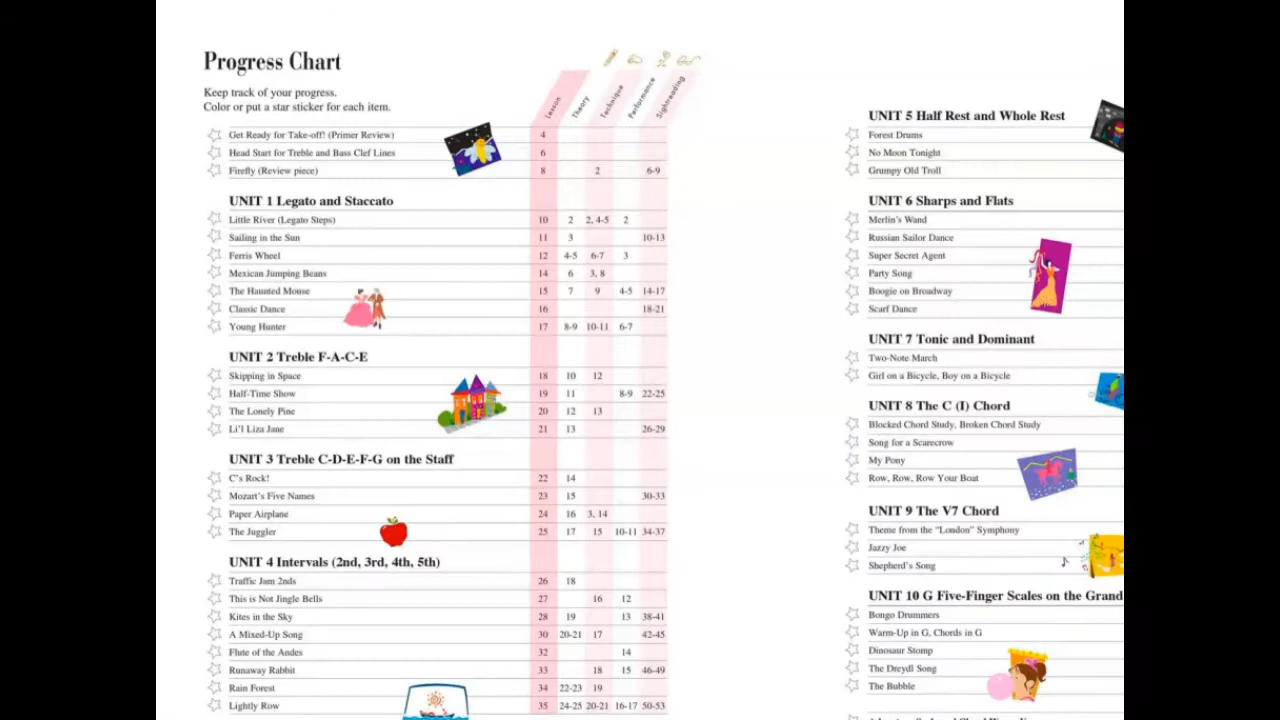 Progress Chart
Keep track of your progress.
Color or put a star sticker for each item.
Lesson Theory Technique Performance Sightreading
Get Ready for Take-off! (Primer Review) 4
Head Start for Treble and Bass Clef Lines 6
Firefly (Review piece) 8 2 6-9
UNIT 1 Legato and Staccato
Little River (Legato Steps) 10 2 2, 4-5 2
Sailing in the Sun 11 3 10-13
Ferris Wheel 12 4-5 6-7 3
Mexican Jumping Beans 14 6 3, 8
The Haunted Mouse 15 7 9 4-5 14-17
Classic Dance 16 18-21
Young Hunter 17 8-9 10-11 6-7
UNIT 2 Treble F-A-C-E
Skipping in Space 18 10 12
Half-Time Show 19 11 8-9 22-25
The Lonely Pine 20 12 13
Li'l Liza Jane 21 13 26-29
UNIT 3 Treble C-D-E-F-G on the Staff
C's Rock! 22 14
Mozart's Five Names 23 15 30-33
Paper Airplane 24 16 3, 14
The Juggler 25 17 15 10-11 34-37
UNIT 4 Intervals (2nd, 3rd, 4th, 5th)
Traffic Jam 2nds 26 18
This is Not Jingle Bells 27 16 12
Kites in the Sky 28 19 13 38-41
A Mixed-Up Song 30 20-21 17 42-45
Flute of the Andes 32 14
Runaway Rabbit 33 18 15 46-49
Rain Forest 34 22-23 19
Lightly Row 35 24-25 20-21 16-17 50-53
UNIT 5 Half Rest and Whole Rest
Forest Drums
No Moon Tonight
Grumpy Old Troll
UNIT 6 Sharps and Flats
Merlin's Wand
Russian Sailor Dance
Super Secret Agent
Party Song
Boogie on Broadway
Scarf Dance
UNIT 7 Tonic and Dominant
Two-Note March
Girl on a Bicycle, Boy on a Bicycle
UNIT 8 The C (I) Chord
Blocked Chord Study, Broken Chord Study
Song for a Scarecrow
My Pony
Row, Row, Row Your Boat
UNIT 9 The V7 Chord
Theme from the "London" Symphony
Jazzy Joe
Shepherd's Song
UNIT 10 G Five-Finger Scales on the Grand
Bongo Drummers
Warm-Up in G, Chords in G
Dinosaur Stomp
The Dreydl Song
The Bubble